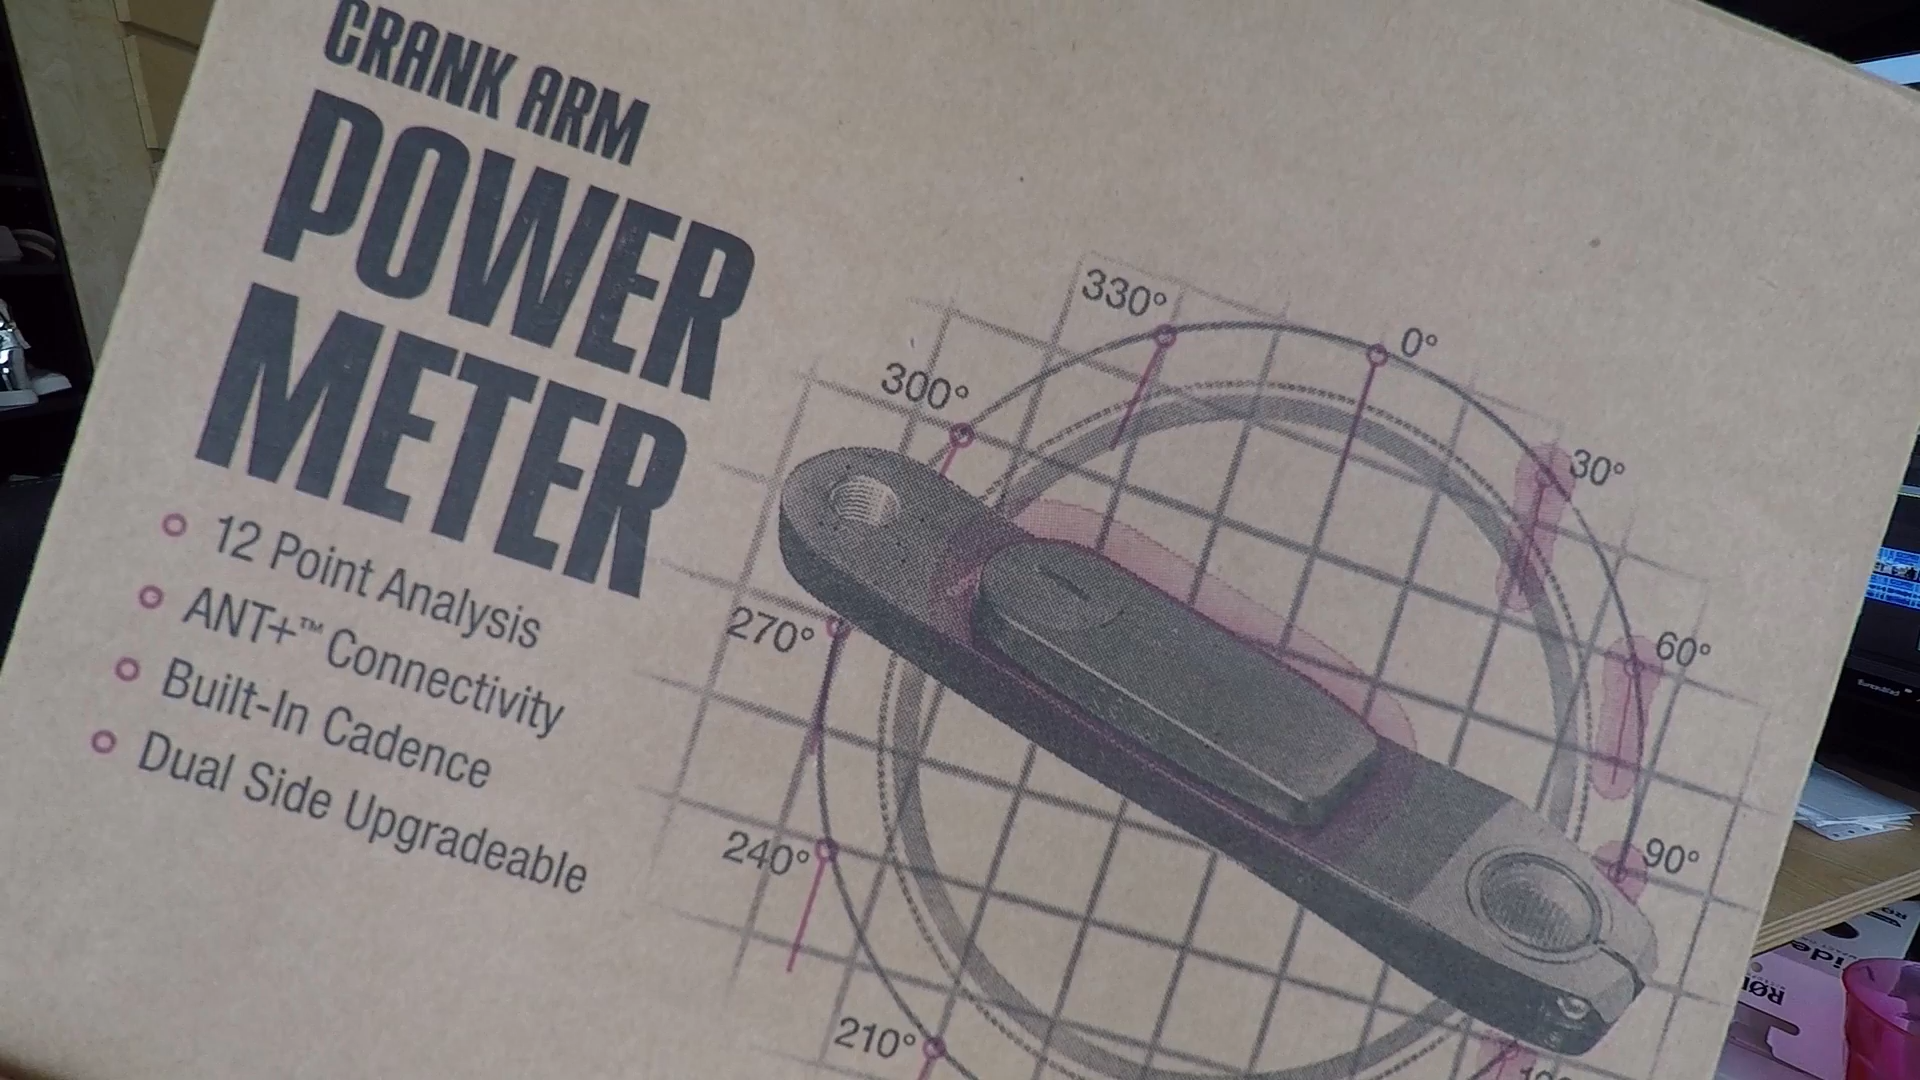 CRANK ARM
POWER
METER
12 Point Analysis
ANT+™ Connectivity
Built-In Cadence
Dual Side Upgradeable
330°
0°
300°
30°
270°
60°
240°
90°
210°